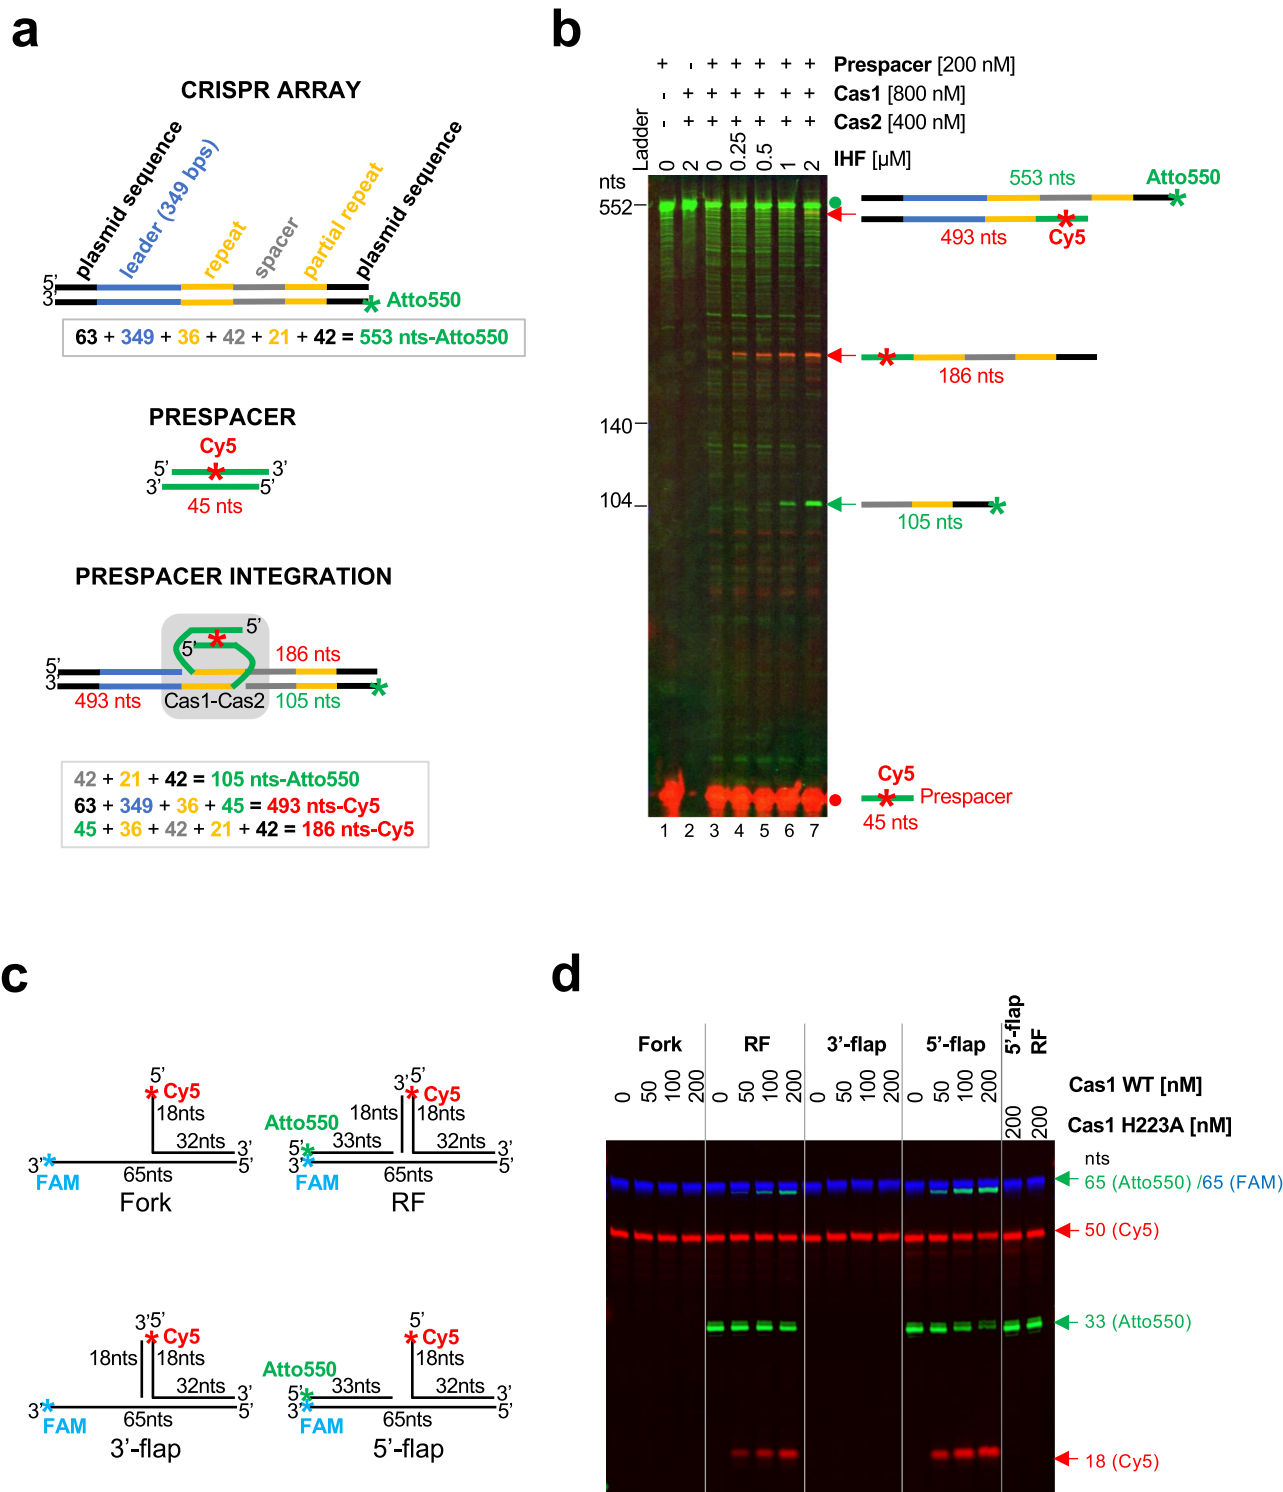 a
CRISPR ARRAY
plasmid sequence
leader (349 bps)
repeat
spacer
partial repeat
plasmid sequence
5'
3'
Atto550
63 + 349 + 36 + 42 + 21 + 42 = 553 nts-Atto550
PRESPACER
Cy5
5' 3'
3' 5'
45 nts
PRESPACER INTEGRATION
5'
5' 186 nts
5'
3'
493 nts Cas1-Cas2 105 nts
42 + 21 + 42 = 105 nts-Atto550
63 + 349 + 36 + 45 = 493 nts-Cy5
45 + 36 + 42 + 21 + 42 = 186 nts-Cy5
b
+ - + + + + + Prespacer [200 nM]
- + + + + + + Cas1 [800 nM]
- + + + + + + Cas2 [400 nM]
Ladder 0 2 0 0.25 0.5 1 2 IHF [µM]
nts
552
140
104
553 nts Atto550
493 nts Cy5
186 nts
105 nts
Cy5
Prespacer
45 nts
1 2 3 4 5 6 7
c
5'
Cy5
18nts
32nts 3'
3' 5'
FAM 65nts
Fork
3' 5'
Cy5
18nts 18nts
Atto550
5' 33nts 32nts 3'
3' 5'
FAM 65nts
RF
3' 5'
Cy5
18nts 18nts
32nts 3'
3' 5'
FAM 65nts
3'-flap
5'
Cy5
18nts
Atto550
5' 33nts 32nts 3'
3' 5'
FAM 65nts
5'-flap
d
Fork RF 3'-flap 5'-flap 5'-flap RF
0 50 100 200 0 50 100 200 0 50 100 200 0 50 100 200 Cas1 WT [nM]
200 200 Cas1 H223A [nM]
nts
65 (Atto550) /65 (FAM)
50 (Cy5)
33 (Atto550)
18 (Cy5)